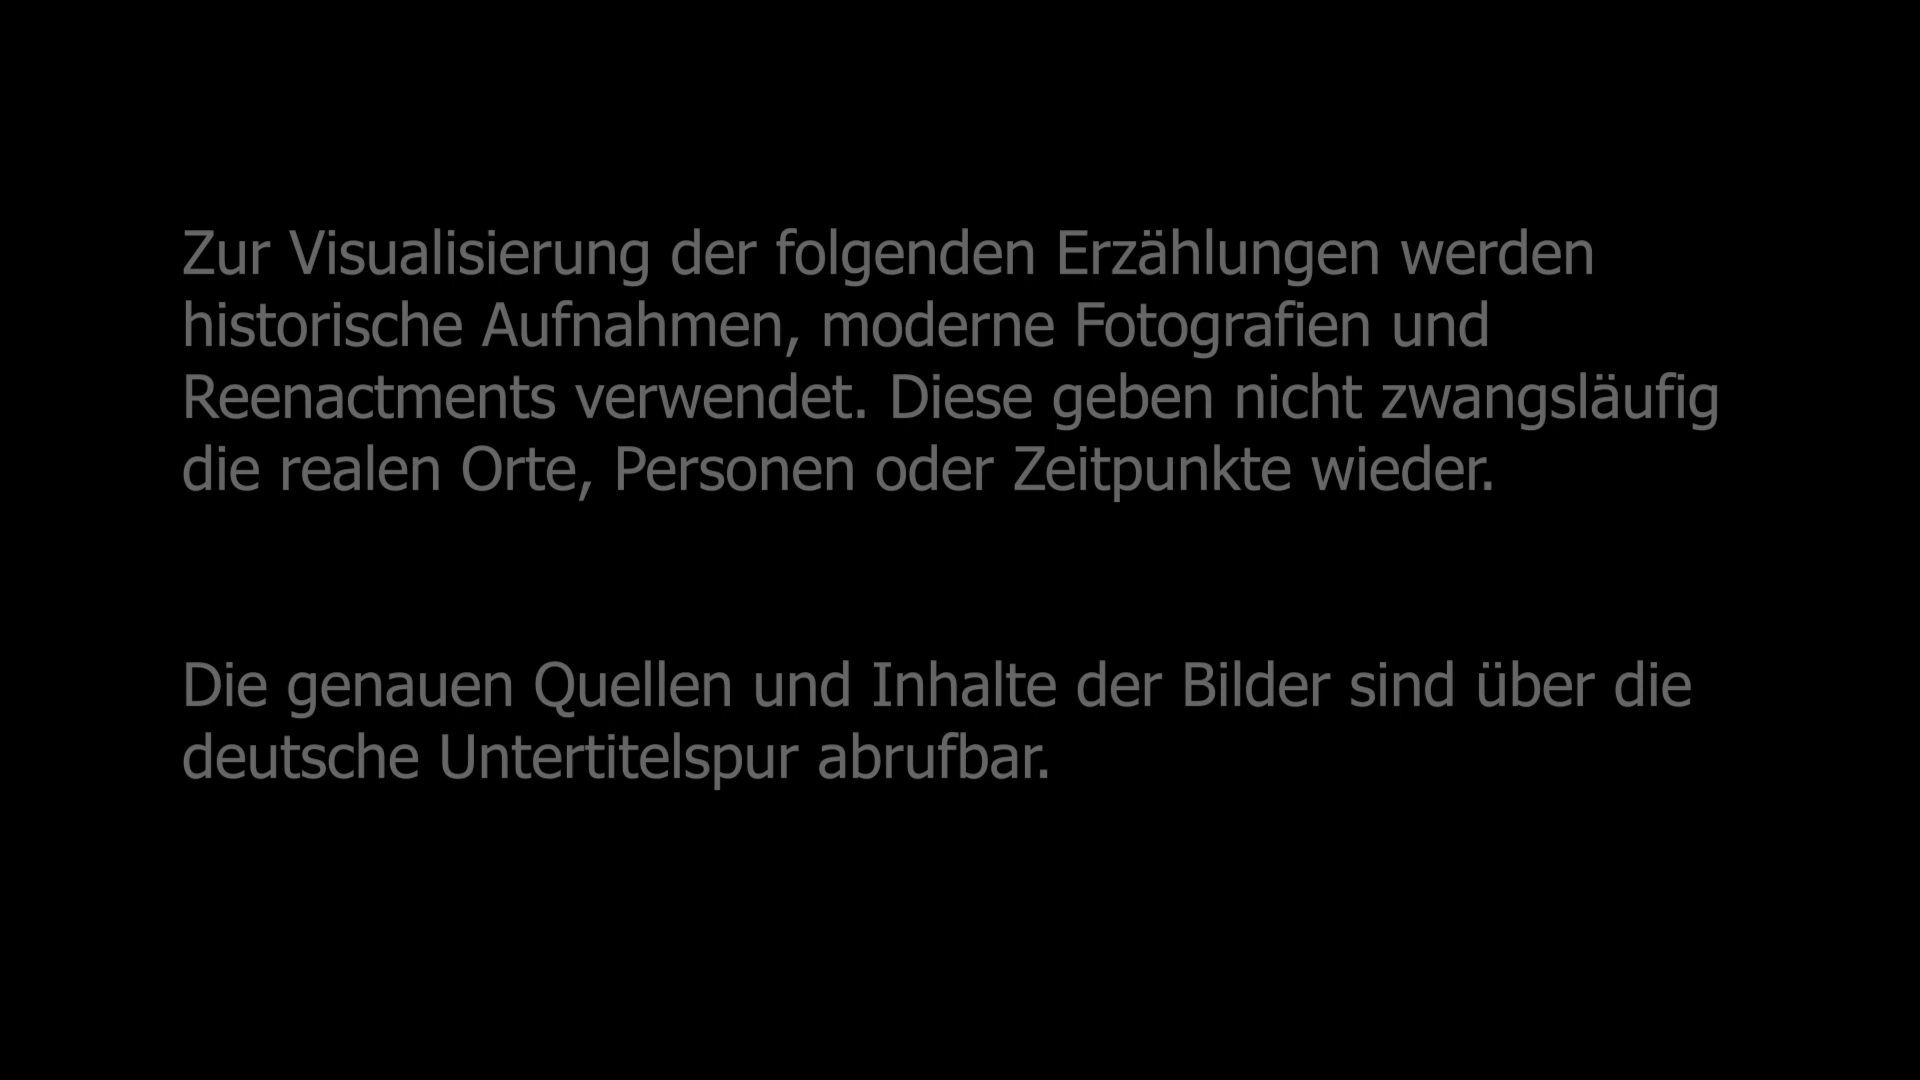 Zur Visualisierung der folgenden Erzählungen werden
historische Aufnahmen, moderne Fotografien und
Reenactments verwendet. Diese geben nicht zwangsläufig
die realen Orte, Personen oder Zeitpunkte wieder.
Die genauen Quellen und Inhalte der Bilder sind über die
deutsche Untertitelspur abrufbar.